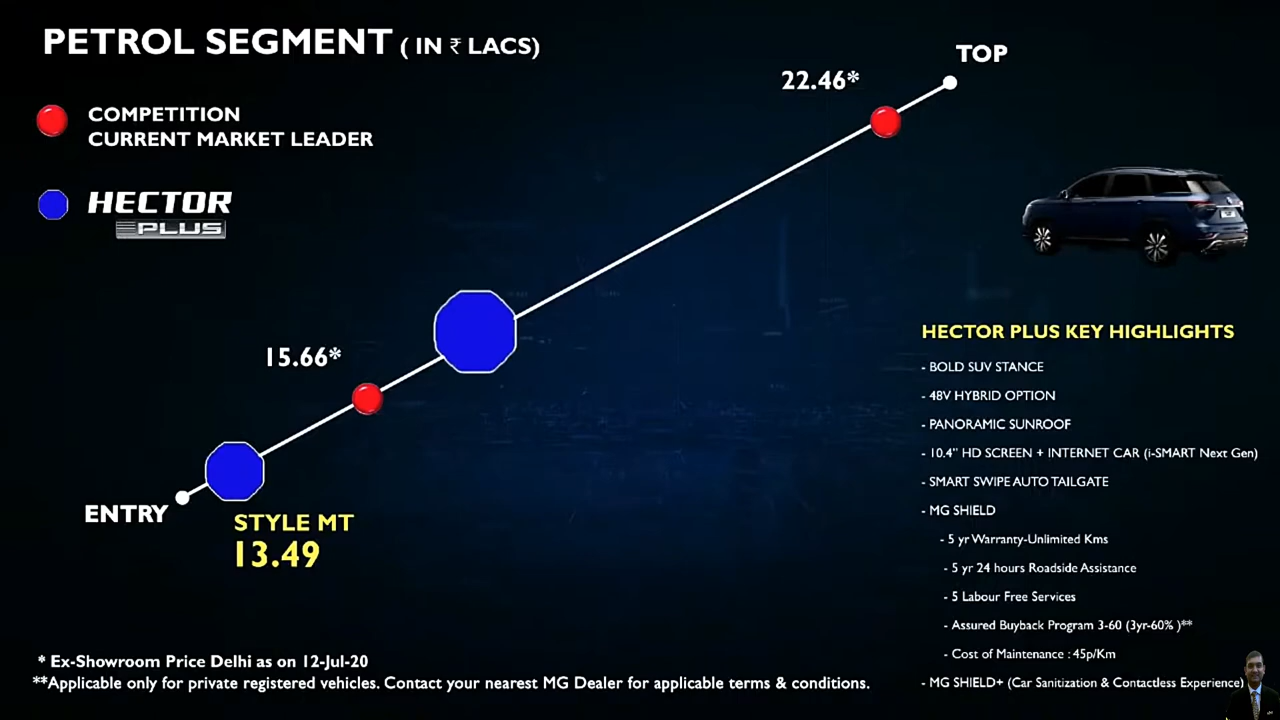 PETROL SEGMENT ( IN ₹ LACS)
TOP
22.46*
COMPETITION
CURRENT MARKET LEADER
HECTOR
PLUS
15.66*
ENTRY
STYLE MT
13.49
HECTOR PLUS KEY HIGHLIGHTS
- BOLD SUV STANCE
- 48V HYBRID OPTION
- PANORAMIC SUNROOF
- 10.4" HD SCREEN + INTERNET CAR (i-SMART Next Gen)
- SMART SWIPE AUTO TAILGATE
- MG SHIELD
- 5 yr Warranty-Unlimited Kms
- 5 yr 24 hours Roadside Assistance
- 5 Labour Free Services
- Assured Buyback Program 3-60 (3yr-60% )**
- Cost of Maintenance : 45p/Km
- MG SHIELD+ (Car Sanitization & Contactless Experience)
* Ex-Showroom Price Delhi as on 12-Jul-20
**Applicable only for private registered vehicles. Contact your nearest MG Dealer for applicable terms & conditions.